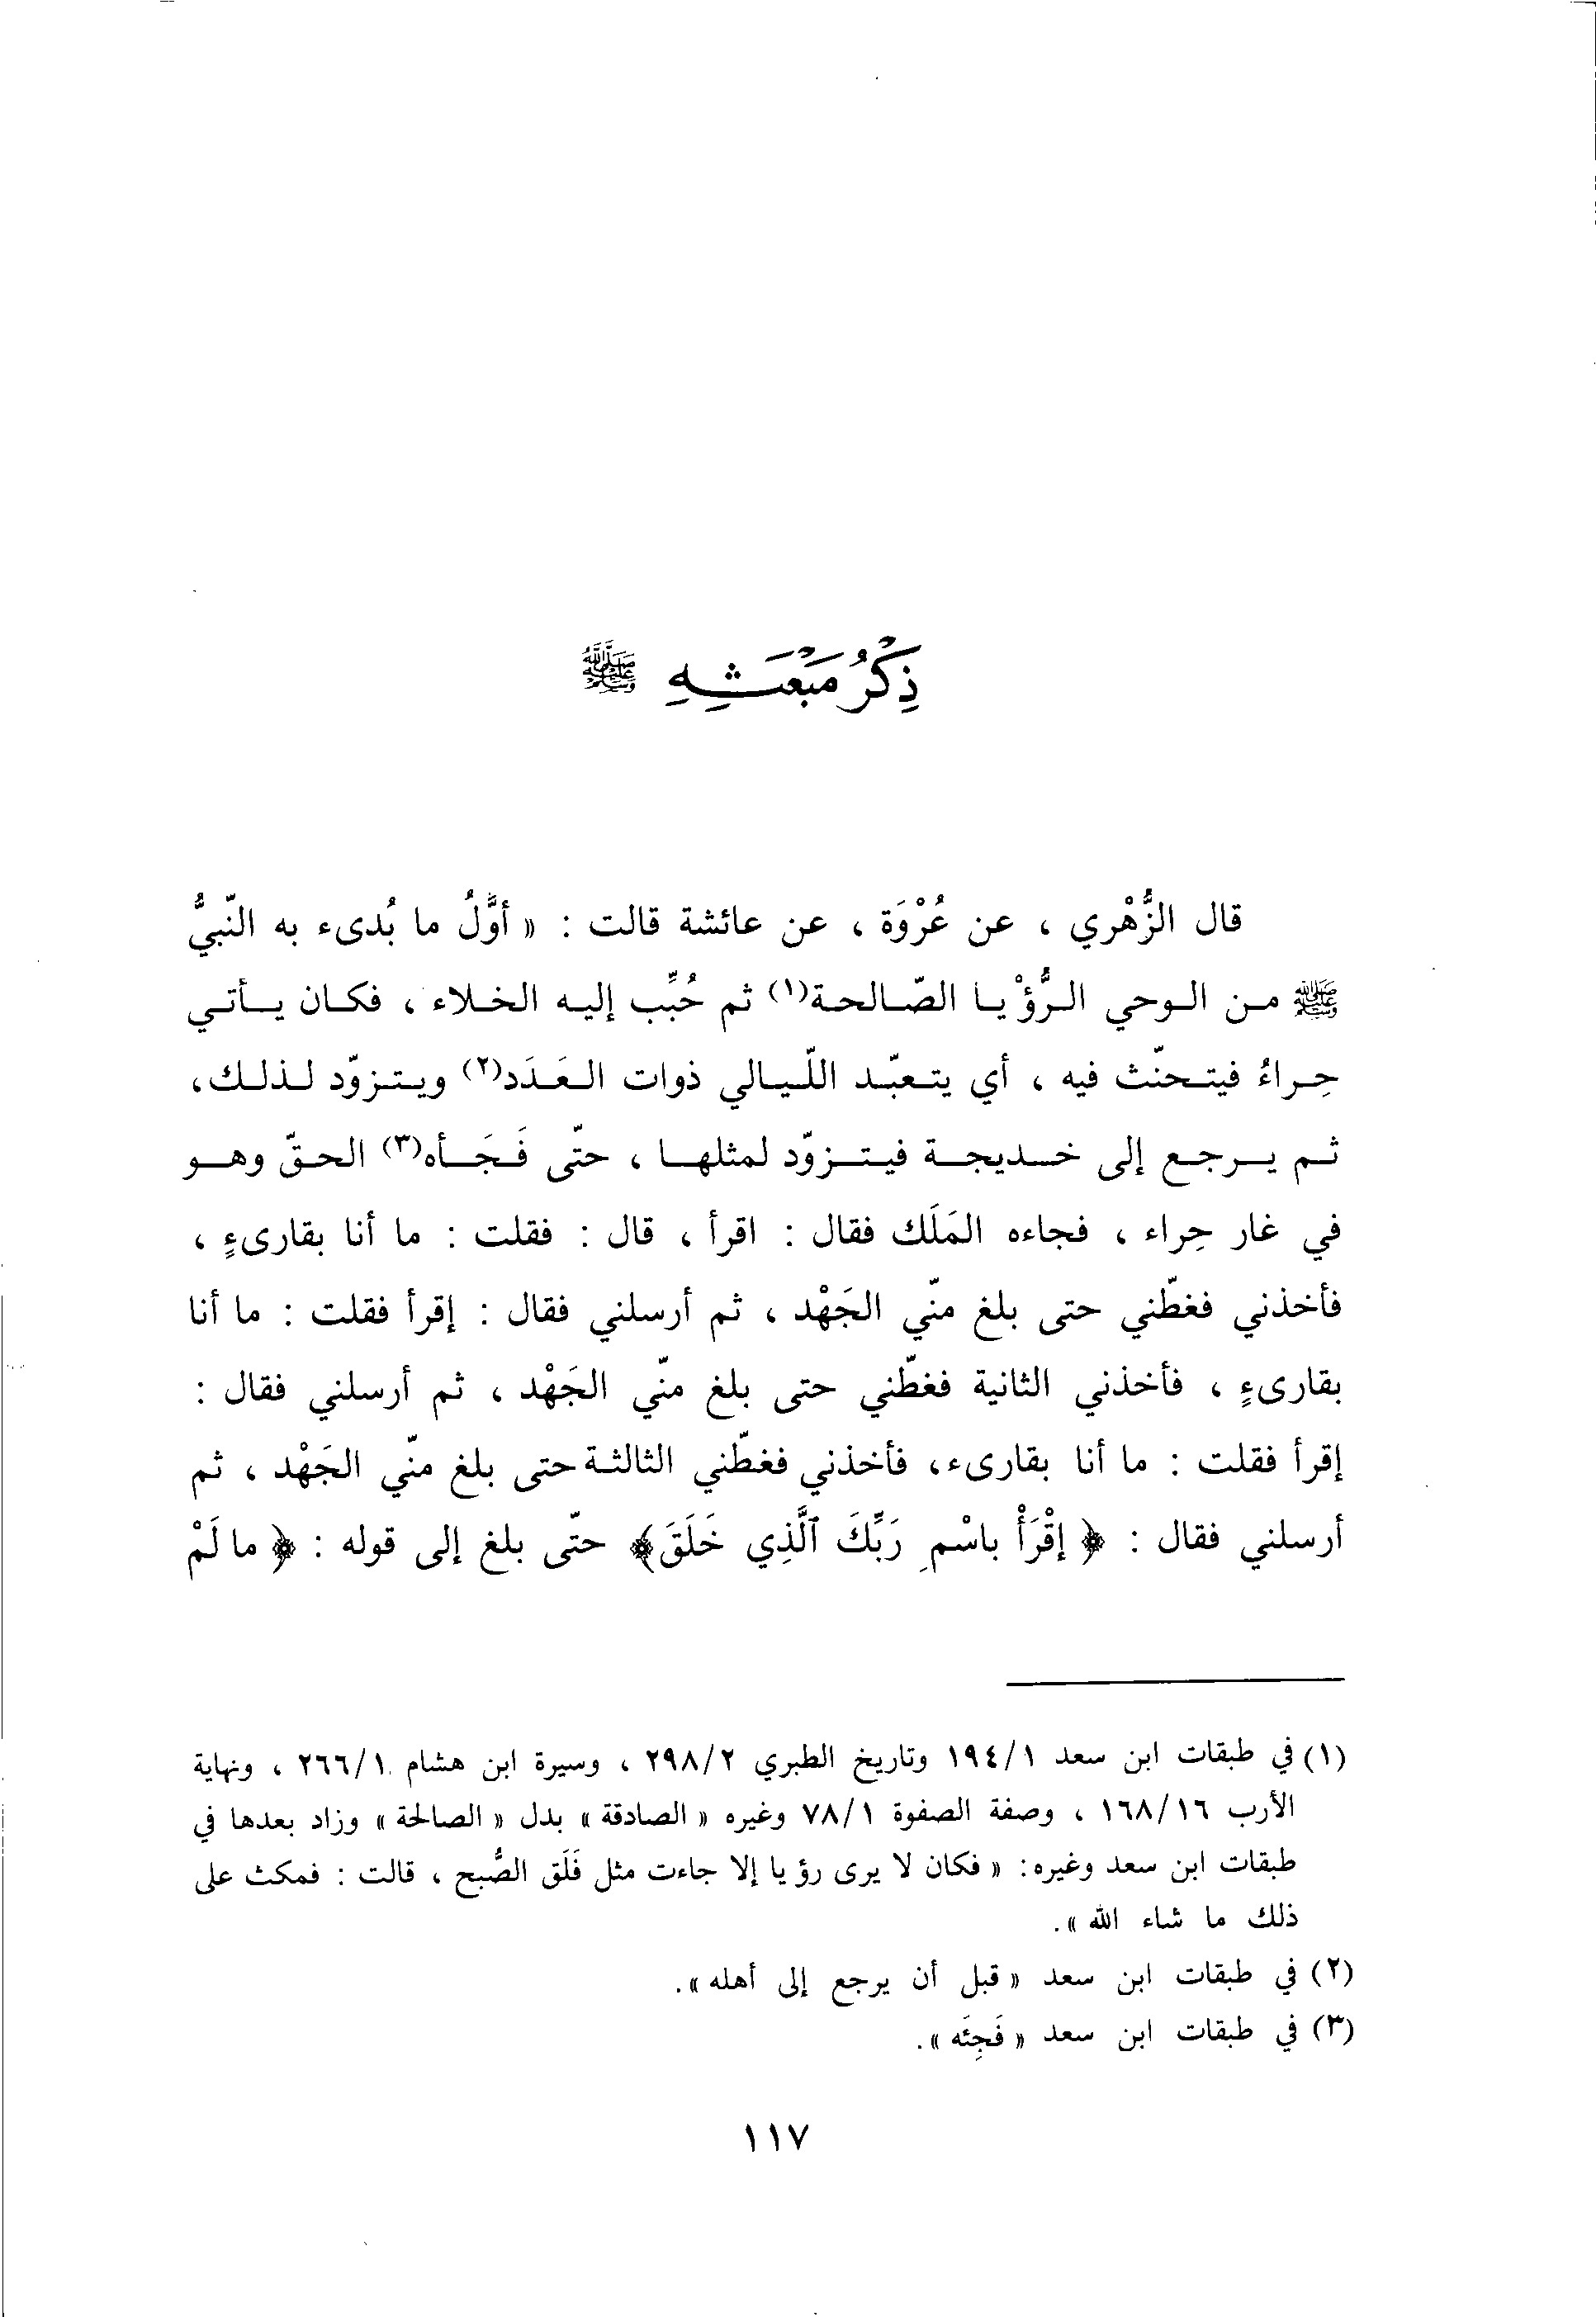 ذِكْرُ مَبْعَثِهِ ﷺ
قال الزُّهْري ، عن عُرْوَة ، عن عائشة قالت : « أوَّلُ ما بُدىء به النّبيُّ
ﷺ من الوحي الرُّؤْيا الصّالحة(١) ثم حُبِّب إليه الخلاء ، فكان يأتي
حِراءُ فيتحنّث فيه ، أي يتعبّد اللّيالي ذوات العَدَد(٢) ويتزوّد لذلك،
ثم يرجع إلى خديجة فيتزوّد لمثلها ، حتّى فَجَأه(٣) الحقّ وهو
في غار حِراء ، فجاءه المَلَك فقال : اقرأ ، قال : فقلت : ما أنا بقارىءٍ ،
فأخذني فغطّني حتى بلغ منّي الجَهْد ، ثم أرسلني فقال : إقرأ فقلت : ما أنا
بقارىءٍ ، فأخذني الثانية فغطّني حتى بلغ منّي الجَهْد ، ثم أرسلني فقال :
إقرأ فقلت : ما أنا بقارىء، فأخذني فغطّني الثالثة حتى بلغ منّي الجَهْد ، ثم
أرسلني فقال : ﴿ إقْرَأْ باسْمِ رَبِّكَ ٱلَّذِي خَلَقَ﴾ حتّى بلغ إلى قوله : ﴿ ما لَمْ
(١) في طبقات ابن سعد ١/١٩٤ وتاريخ الطبري ٢/٢٩٨ ، وسيرة ابن هشام ١/٢٦٦ ، ونهاية
الأرب ١٦/١٦٨ ، وصفة الصفوة ١/٧٨ وغيره « الصادقة » بدل « الصالحة » وزاد بعدها في
طبقات ابن سعد وغيره: « فكان لا يرى رؤيا إلا جاءت مثل فَلَق الصُّبح ، قالت : فمكث على
ذلك ما شاء الله ».
(٢) في طبقات ابن سعد « قبل أن يرجع إلى أهله ».
(٣) في طبقات ابن سعد « فَجِئَه ».
١١٧